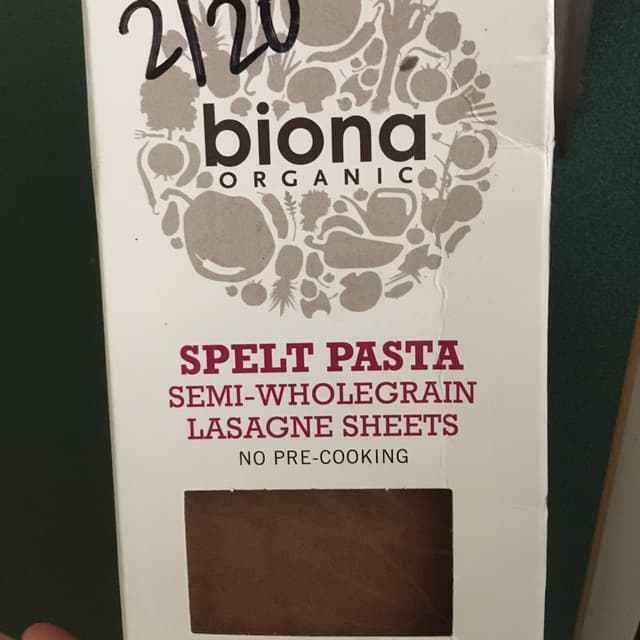 2/20
biona
ORGANIC
SPELT PASTA
SEMI-WHOLEGRAIN
LASAGNE SHEETS
NO PRE-COOKING